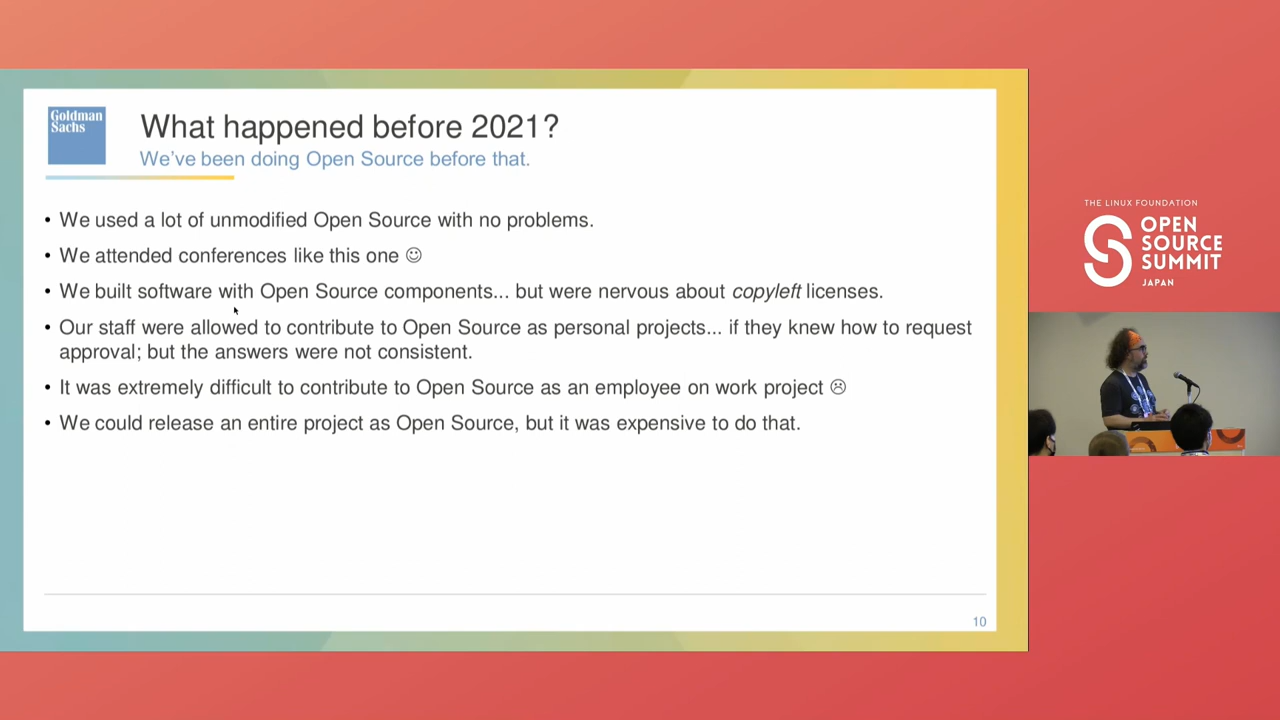 Goldman
Sachs
What happened before 2021?
We've been doing Open Source before that.
• We used a lot of unmodified Open Source with no problems.
• We attended conferences like this one ☺
• We built software with Open Source components... but were nervous about copyleft licenses.
• Our staff were allowed to contribute to Open Source as personal projects... if they knew how to request
approval; but the answers were not consistent.
• It was extremely difficult to contribute to Open Source as an employee on work project ☹
• We could release an entire project as Open Source, but it was expensive to do that.
10
THE LINUX FOUNDATION
OPEN
SOURCE
SUMMIT
JAPAN